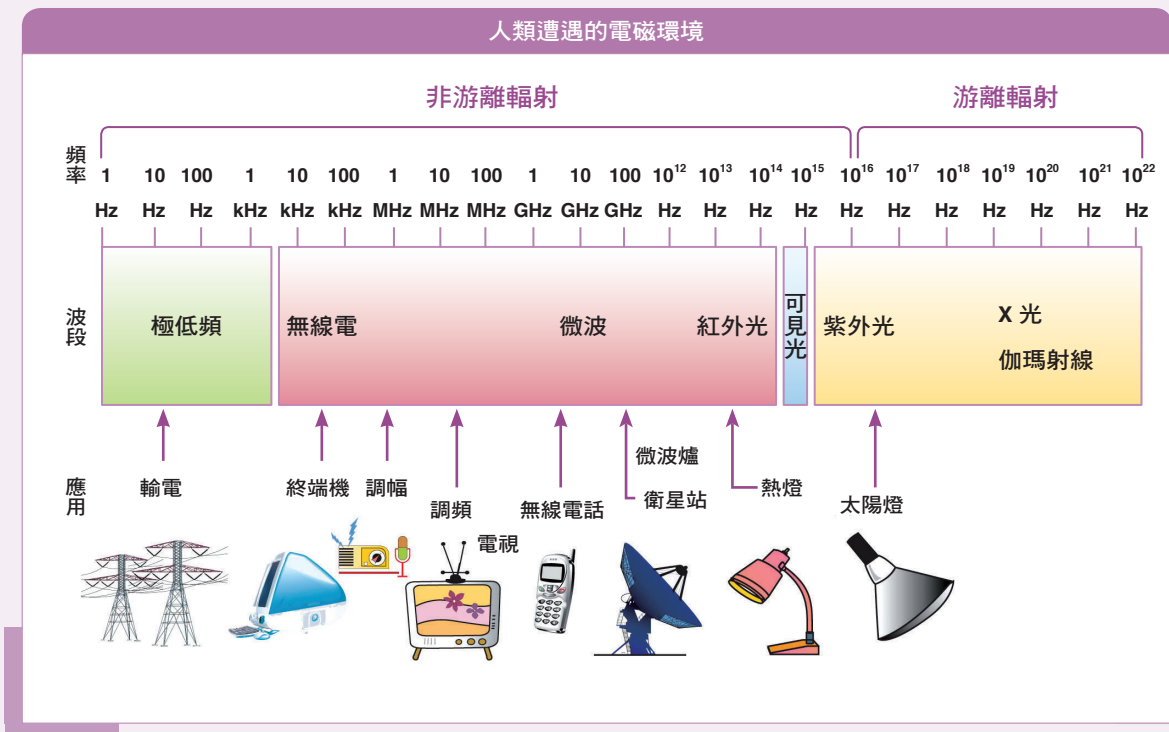 人類遭遇的電磁環境
非游離輻射 游離輻射
頻率
1 10 100 1 10 100 1 10 100 1 10 100 10¹² 10¹³ 10¹⁴ 10¹⁵ 10¹⁶ 10¹⁷ 10¹⁸ 10¹⁹ 10²⁰ 10²¹ 10²²
Hz Hz Hz kHz kHz kHz MHz MHz MHz GHz GHz GHz Hz Hz Hz Hz Hz Hz Hz Hz Hz Hz Hz
波段
極低頻 無線電 微波 紅外光 可見光 紫外光 X 光
伽瑪射線
應用
輸電 終端機 調幅 調頻
電視
無線電話 微波爐
衛星站
熱燈 太陽燈